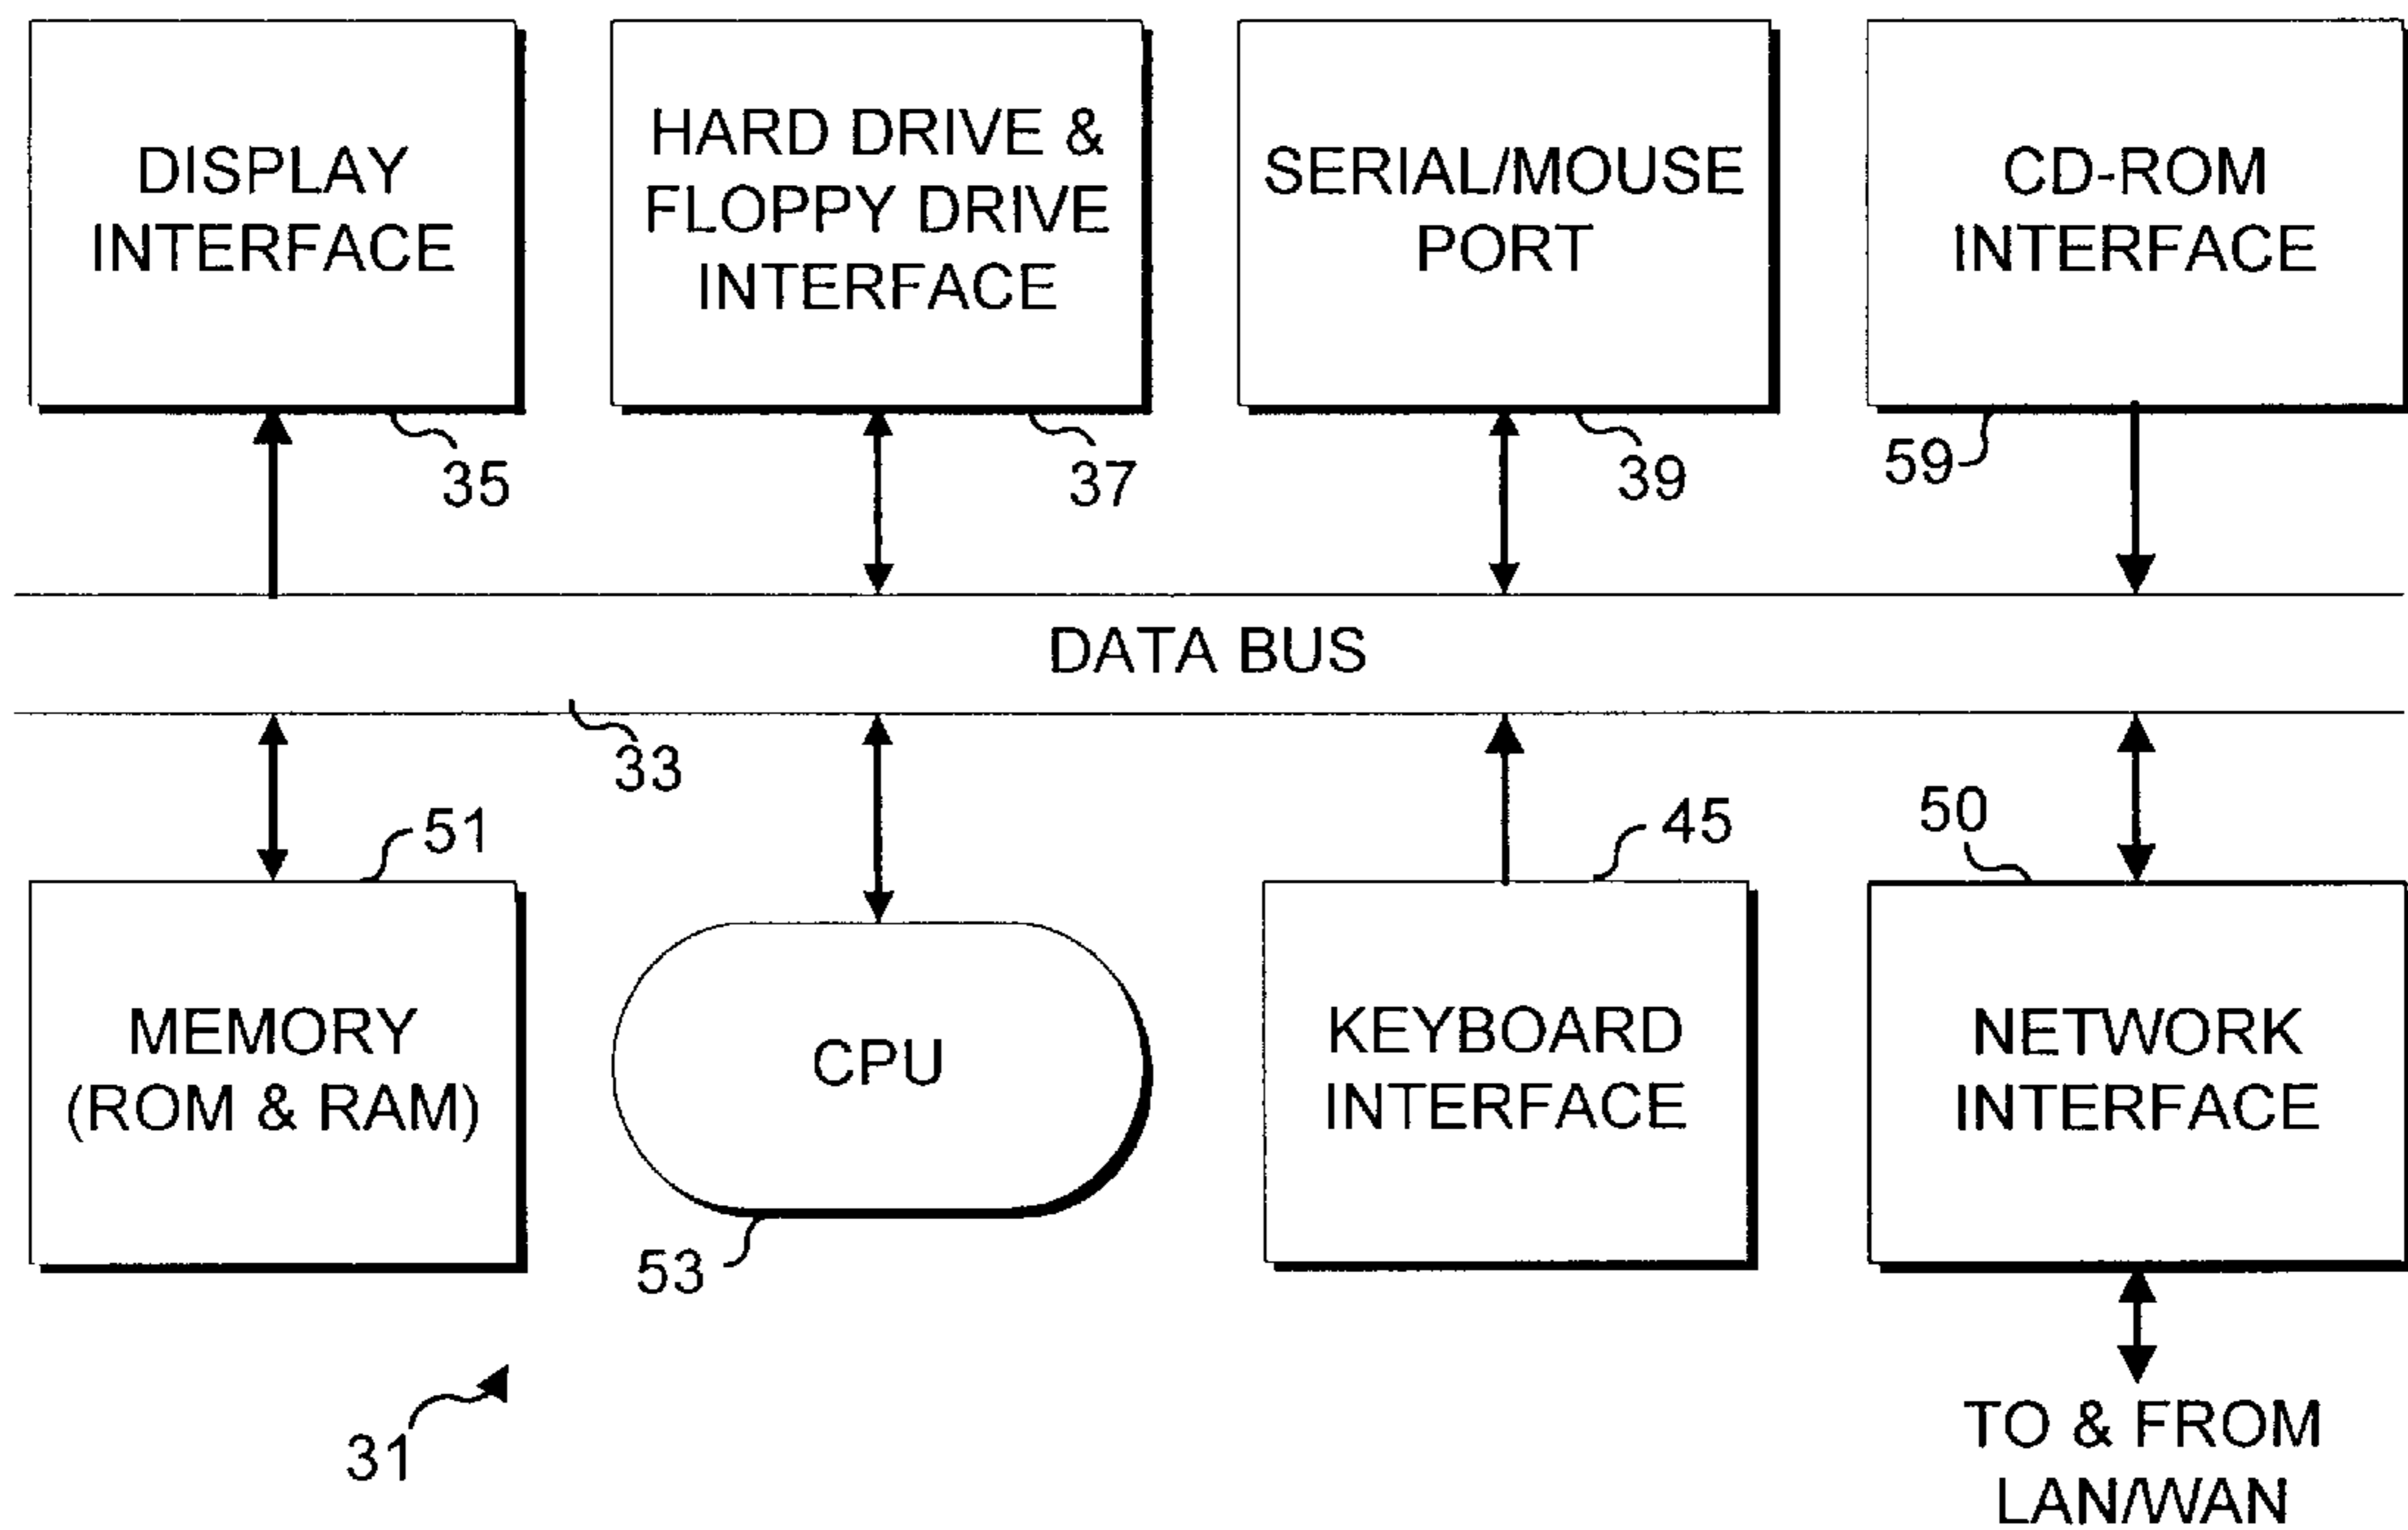 DISPLAY
INTERFACE
35
HARD DRIVE &
FLOPPY DRIVE
INTERFACE
37
SERIAL/MOUSE
PORT
39
CD-ROM
INTERFACE
59
DATA BUS
33
51
MEMORY
(ROM & RAM)
CPU
53
45
KEYBOARD
INTERFACE
50
NETWORK
INTERFACE
TO & FROM
LAN/WAN
31